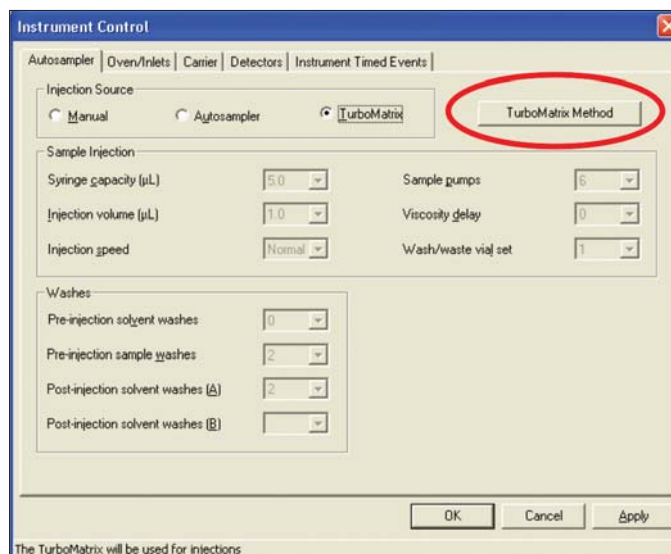 Instrument Control
Autosampler Oven/Inlets Carrier Detectors Instrument Timed Events
Injection Source
Manual Autosampler TurboMatrix
TurboMatrix Method
Sample Injection
Syringe capacity (µL) 5.0 Sample pumps 6
Injection volume (µL) 1.0 Viscosity delay 0
Injection speed Normal Wash/waste vial set 1
Washes
Pre-injection solvent washes 0
Pre-injection sample washes 2
Post-injection solvent washes (A) 2
Post-injection solvent washes (B)
OK Cancel Apply
The TurboMatrix will be used for injections